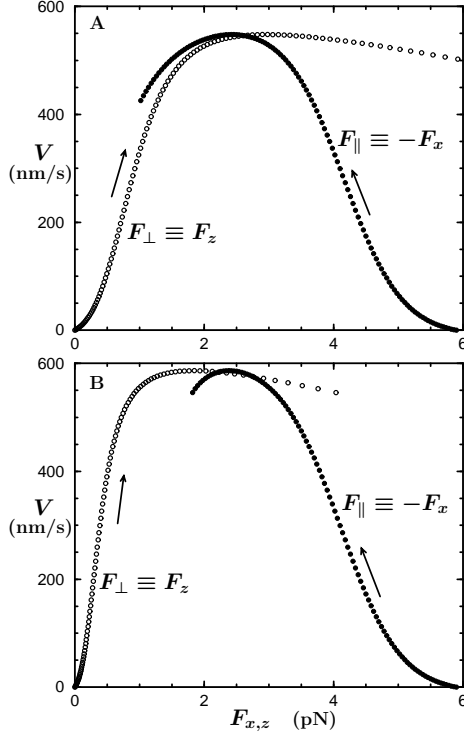 A
600
400
V
(nm/s)
200
0
F∥ ≡ −Fx
F⊥ ≡ Fz
0
2
4
6
B
600
400
V
(nm/s)
200
0
F∥ ≡ −Fx
F⊥ ≡ Fz
0
2
4
6
Fx,z (pN)